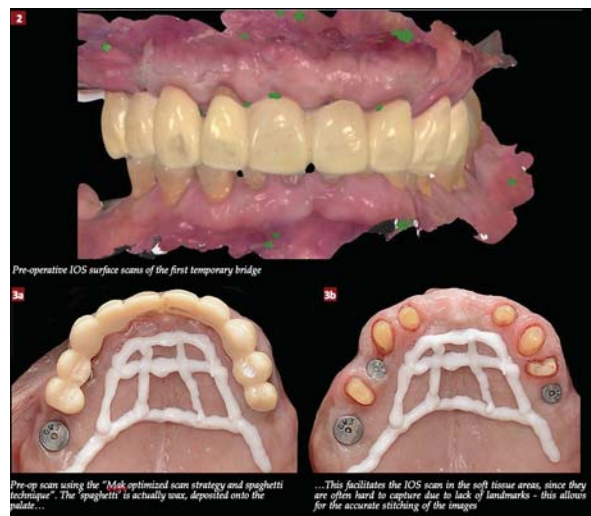 2
Pre-operative IOS surface scans of the first temporary bridge
3a
3b
Pre-op scan using the “Mak optimized scan strategy and spaghetti
technique”. The ‘spaghetti’ is actually wax, deposited onto the
palate…
…This facilitates the IOS scan in the soft tissue areas, since they
are often hard to capture due to lack of landmarks - this allows
for the accurate stitching of the images